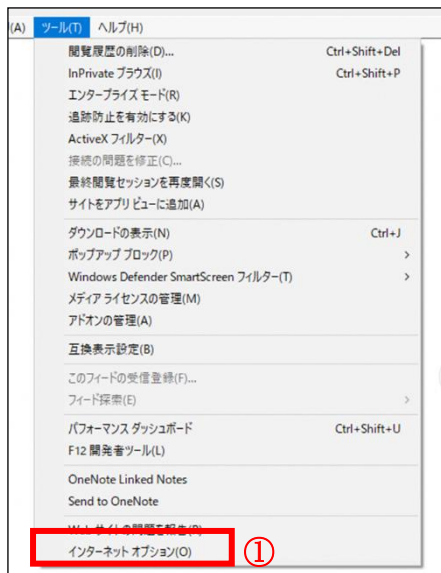 (A) ツール(T) ヘルプ(H)
閲覧履歴の削除(D)... Ctrl+Shift+Del
InPrivate ブラウズ(I) Ctrl+Shift+P
エンタープライズ モード(R)
追跡防止を有効にする(K)
ActiveX フィルター(X)
接続の問題を修正(C)...
最終閲覧セッションを再度開く(S)
サイトをアプリ ビューに追加(A)
ダウンロードの表示(N) Ctrl+J
ポップアップ ブロック(P) >
Windows Defender SmartScreen フィルター(T) >
メディア ライセンスの管理(M)
アドオンの管理(A)
互換表示設定(B)
このフィードの受信登録(F)...
フィード探索(E) >
パフォーマンス ダッシュボード Ctrl+Shift+U
F12 開発者ツール(L)
OneNote Linked Notes
Send to OneNote
Web サイトの問題を報告(R)
インターネット オプション(O) ①